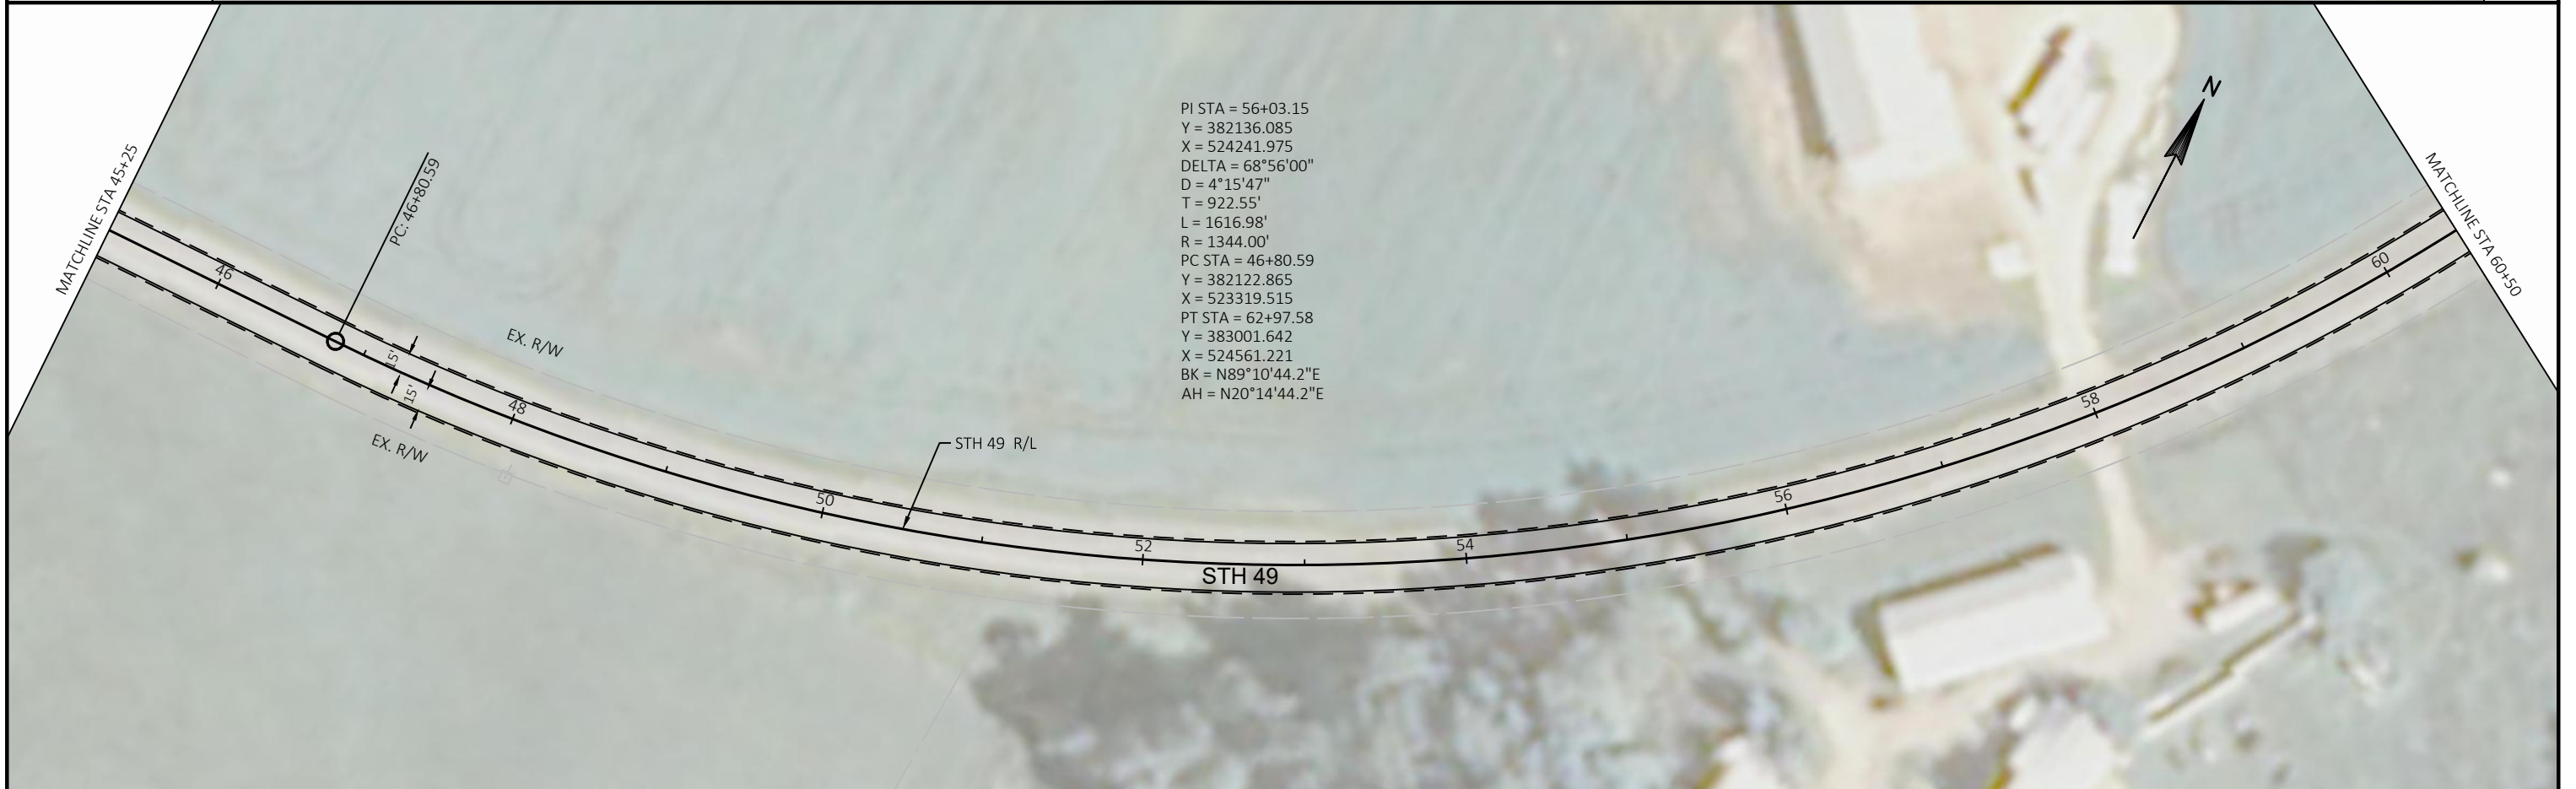 MATCHLINE STA 45+25
46
PC: 46+80.59
15'
15'
EX. R/W
EX. R/W
48
50
STH 49 R/L
52
STH 49
54
56
58
60
PI STA = 56+03.15
Y = 382136.085
X = 524241.975
DELTA = 68°56'00"
D = 4°15'47"
T = 922.55'
L = 1616.98'
R = 1344.00'
PC STA = 46+80.59
Y = 382122.865
X = 523319.515
PT STA = 62+97.58
Y = 383001.642
X = 524561.221
BK = N89°10'44.2"E
AH = N20°14'44.2"E
N
MATCHLINE STA 60+50